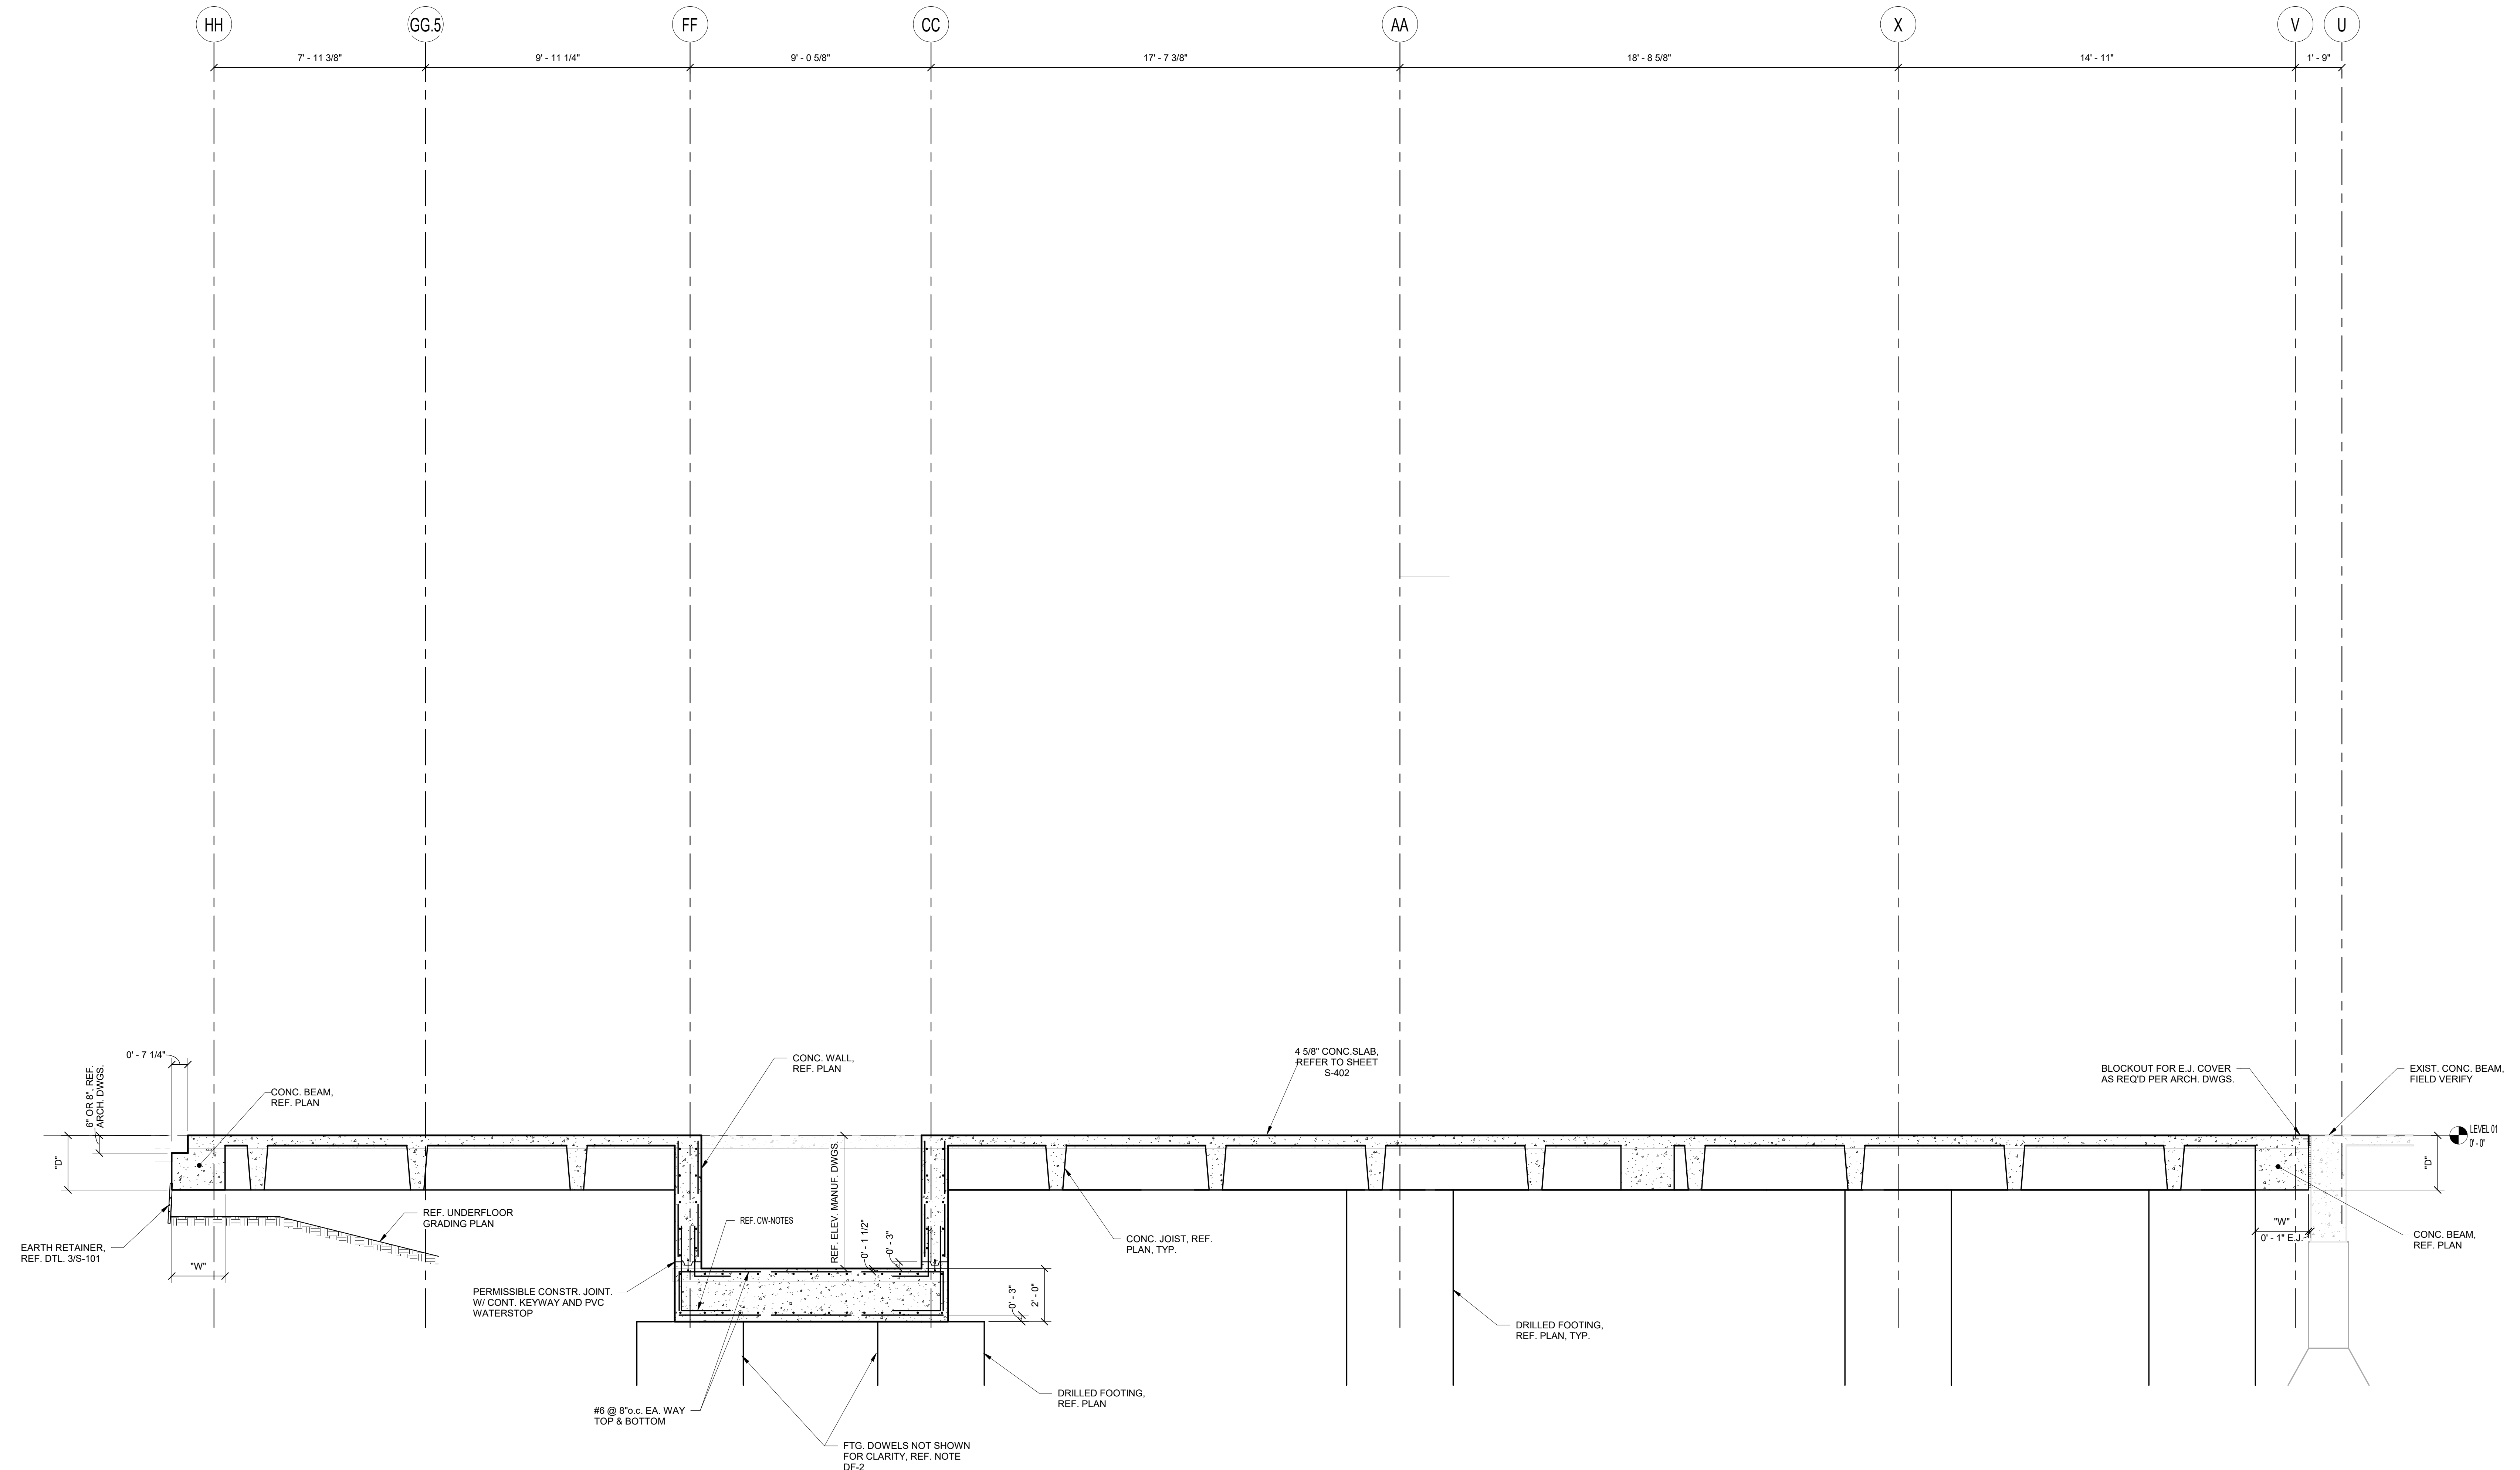 HH
GG.5
FF
CC
AA
X
V
U
7' - 11 3/8"
9' - 11 1/4"
9' - 0 5/8"
17' - 7 3/8"
18' - 8 5/8"
14' - 11"
1' - 9"
0' - 7 1/4"
6" OR 8", REF.
ARCH. DWGS.
"D"
CONC. BEAM,
REF. PLAN
EARTH RETAINER,
REF. DTL. 3/S-101
"W"
REF. UNDERFLOOR
GRADING PLAN
CONC. WALL,
REF. PLAN
REF. CW-NOTES
REF. ELEV. MANUF. DWGS.
0' - 1 1/2"
0' - 3"
PERMISSIBLE CONSTR. JOINT.
W/ CONT. KEYWAY AND PVC
WATERSTOP
0' - 3"
2' - 0"
#6 @ 8"o.c. EA. WAY
TOP & BOTTOM
FTG. DOWELS NOT SHOWN
FOR CLARITY, REF. NOTE
DF-2
DRILLED FOOTING,
REF. PLAN
4 5/8" CONC.SLAB,
REFER TO SHEET
S-402
CONC. JOIST, REF.
PLAN, TYP.
DRILLED FOOTING,
REF. PLAN, TYP.
BLOCKOUT FOR E.J. COVER
AS REQ'D PER ARCH. DWGS.
EXIST. CONC. BEAM,
FIELD VERIFY
LEVEL 01
0' - 0"
"D"
"W"
0' - 1" E.J.
CONC. BEAM,
REF. PLAN